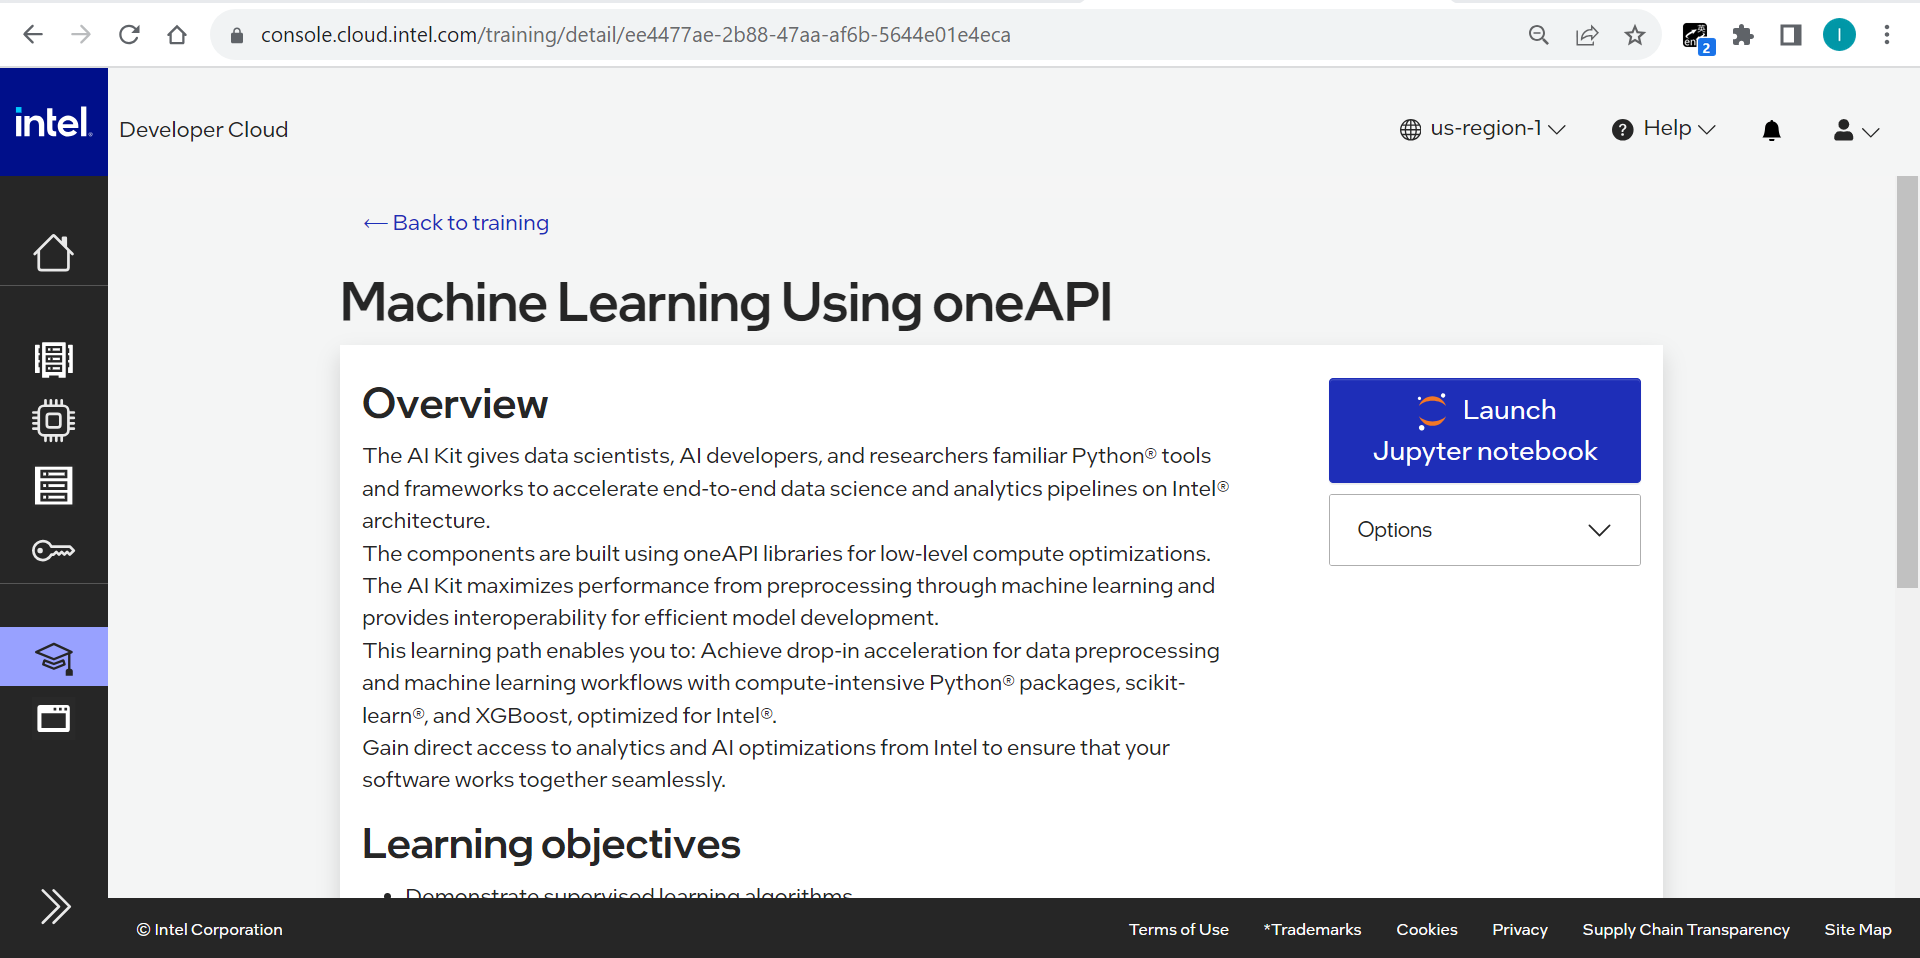 console.cloud.intel.com/training/detail/ee4477ae-2b88-47aa-af6b-5644e01e4eca
en
英
2
I
intel.
Developer Cloud
us-region-1
? Help
← Back to training
Machine Learning Using oneAPI
Overview
The AI Kit gives data scientists, AI developers, and researchers familiar Python® tools
and frameworks to accelerate end-to-end data science and analytics pipelines on Intel®
architecture.
The components are built using oneAPI libraries for low-level compute optimizations.
The AI Kit maximizes performance from preprocessing through machine learning and
provides interoperability for efficient model development.
This learning path enables you to: Achieve drop-in acceleration for data preprocessing
and machine learning workflows with compute-intensive Python® packages, scikit-
learn®, and XGBoost, optimized for Intel®.
Gain direct access to analytics and AI optimizations from Intel to ensure that your
software works together seamlessly.
Launch
Jupyter notebook
Options
Learning objectives
• Demonstrate supervised learning algorithms
© Intel Corporation
Terms of Use
*Trademarks
Cookies
Privacy
Supply Chain Transparency
Site Map